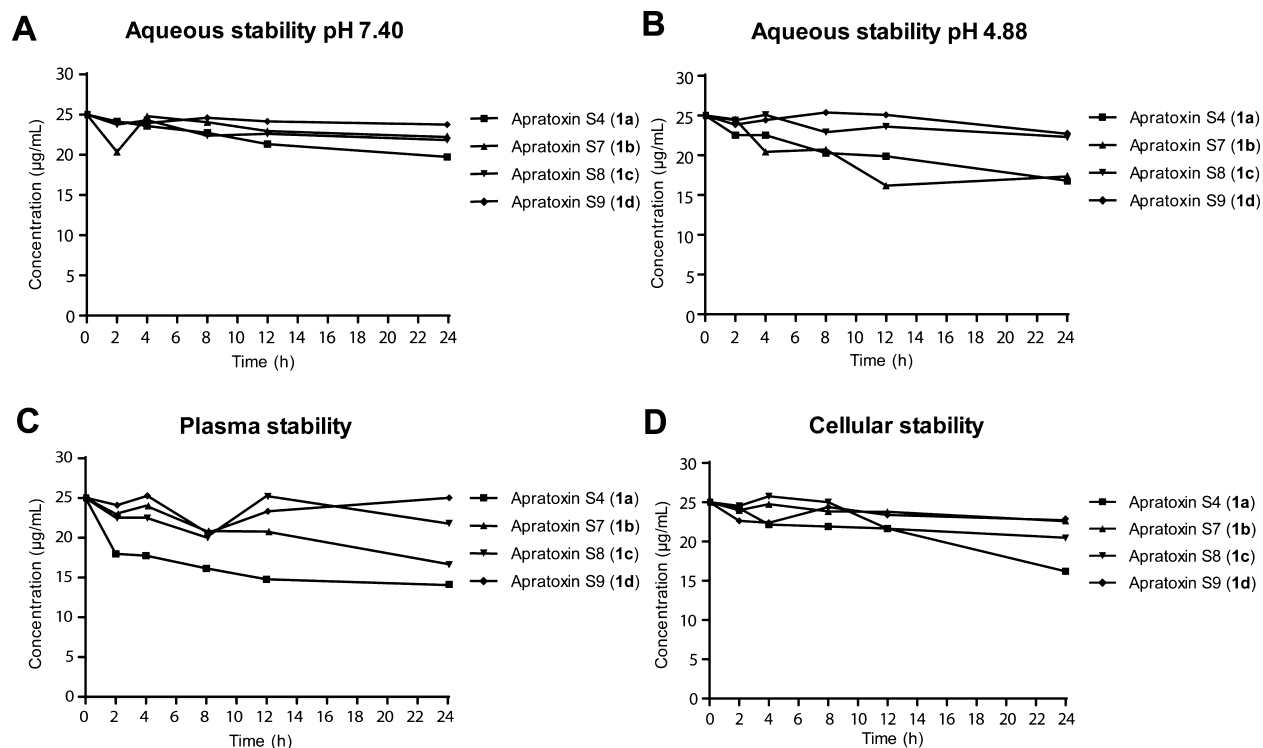 A
Aqueous stability pH 7.40
Concentration (µg/mL)
30
25
20
15
10
5
0
0 2 4 6 8 10 12 14 16 18 20 22 24
Time (h)
Apratoxin S4 (1a)
Apratoxin S7 (1b)
Apratoxin S8 (1c)
Apratoxin S9 (1d)
B
Aqueous stability pH 4.88
Concentration (µg/mL)
30
25
20
15
10
5
0
0 2 4 6 8 10 12 14 16 18 20 22 24
Time (h)
Apratoxin S4 (1a)
Apratoxin S7 (1b)
Apratoxin S8 (1c)
Apratoxin S9 (1d)
C
Plasma stability
Concentration (µg/mL)
30
25
20
15
10
5
0
0 2 4 6 8 10 12 14 16 18 20 22 24
Time (h)
Apratoxin S4 (1a)
Apratoxin S7 (1b)
Apratoxin S8 (1c)
Apratoxin S9 (1d)
D
Cellular stability
Concentration (µg/mL)
30
25
20
15
10
5
0
0 2 4 6 8 10 12 14 16 18 20 22 24
Time (h)
Apratoxin S4 (1a)
Apratoxin S7 (1b)
Apratoxin S8 (1c)
Apratoxin S9 (1d)